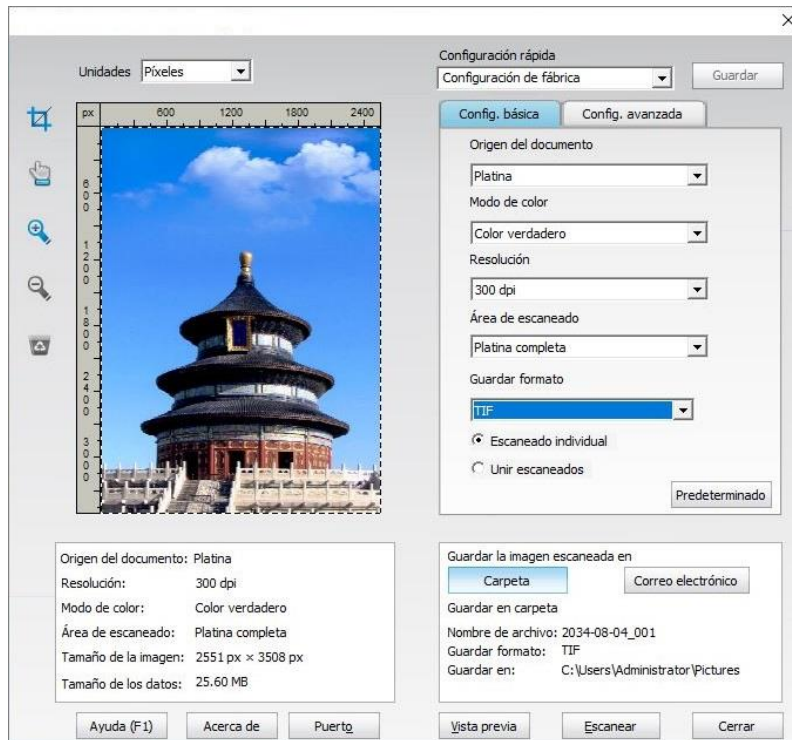 Configuración rápida
Unidades
Píxeles
Configuración de fábrica
Guardar
px
600 1200 1800 2400
600
1200
1800
2400
3000
Config. básica
Config. avanzada
Origen del documento
Platina
Modo de color
Color verdadero
Resolución
300 dpi
Área de escaneado
Platina completa
Guardar formato
TIF
Escaneado individual
Unir escaneados
Predeterminado
Origen del documento: Platina
Resolución: 300 dpi
Modo de color: Color verdadero
Área de escaneado: Platina completa
Tamaño de la imagen: 2551 px × 3508 px
Tamaño de los datos: 25.60 MB
Guardar la imagen escaneada en
Carpeta
Correo electrónico
Guardar en carpeta
Nombre de archivo: 2034-08-04_001
Guardar formato: TIF
Guardar en: C:\Users\Administrator\Pictures
Ayuda (F1)
Acerca de
Puerto
Vista previa
Escanear
Cerrar